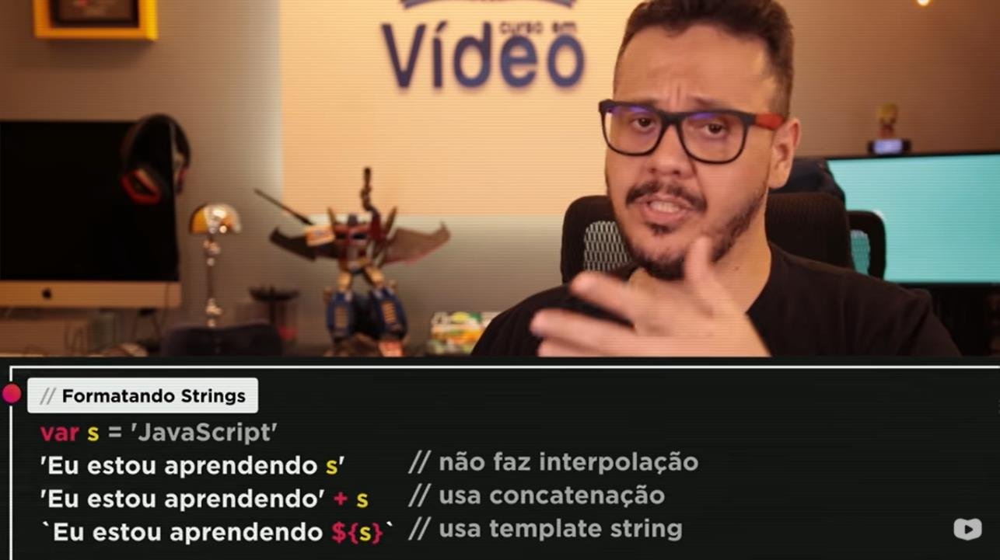 curso em
Vídeo
// Formatando Strings
var s = 'JavaScript'
'Eu estou aprendendo s' // não faz interpolação
'Eu estou aprendendo' + s // usa concatenação
`Eu estou aprendendo ${s}` // usa template string